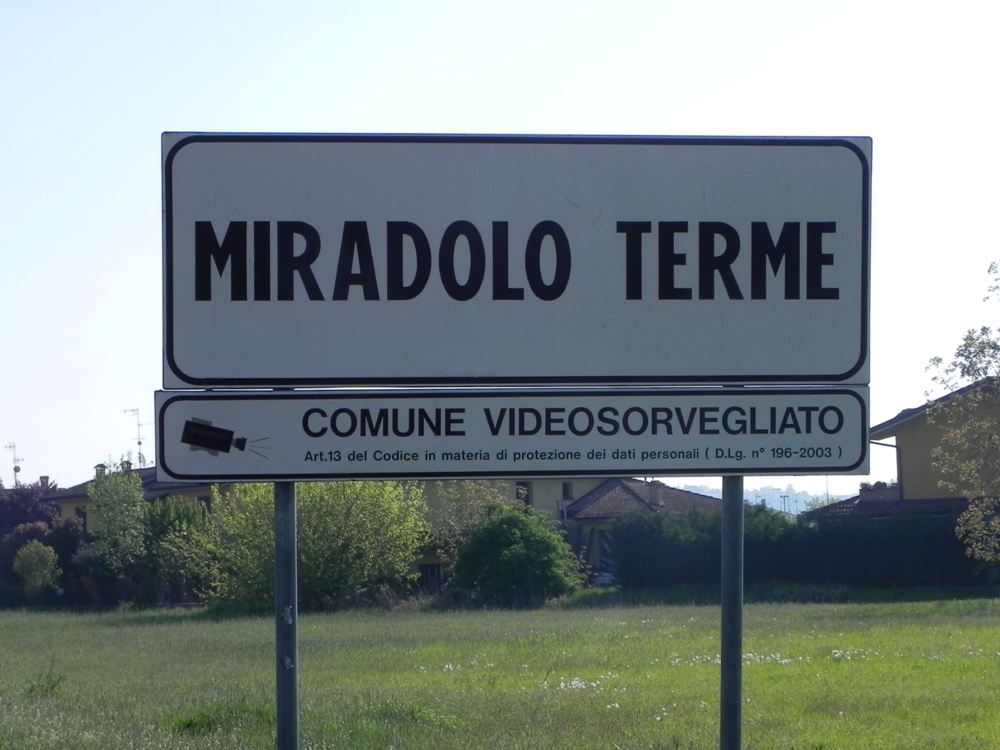 MIRADOLO TERME
COMUNE VIDEOSORVEGLIATO
Art.13 del Codice in materia di protezione dei dati personali ( D.Lg. n° 196-2003 )